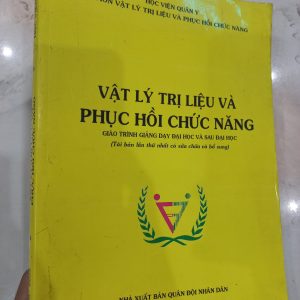 HỌC VIỆN QUÂN Y
MÔN VẬT LÝ TRỊ LIỆU VÀ PHỤC HỒI CHỨC NĂNG
VẬT LÝ TRỊ LIỆU VÀ
PHỤC HỒI CHỨC NĂNG
GIÁO TRÌNH GIẢNG DẠY ĐẠI HỌC VÀ SAU ĐẠI HỌC
(Tái bản lần thứ nhất có sửa chữa và bổ sung)
NHÀ XUẤT BẢN QUÂN ĐỘI NHÂN DÂN